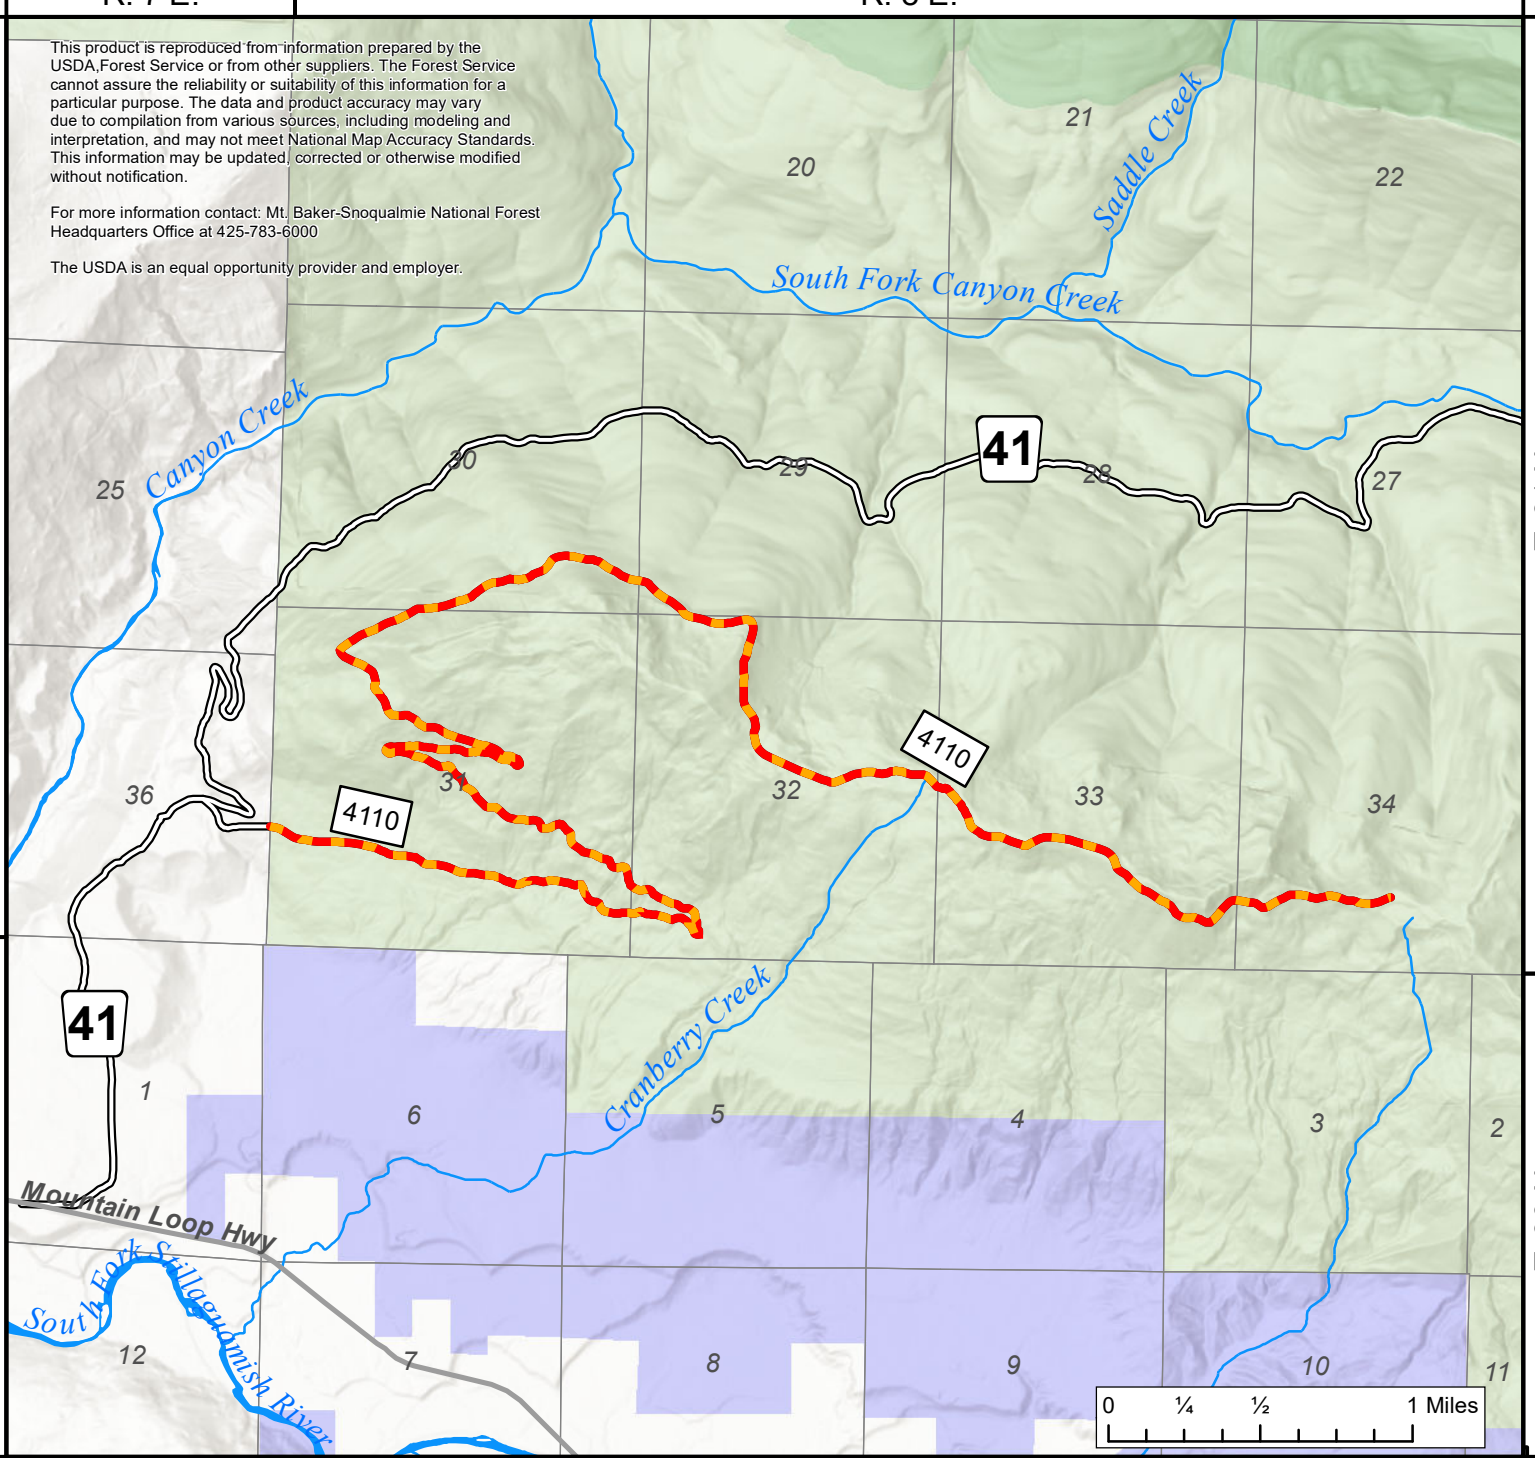 This product is reproduced from information prepared by the
USDA,Forest Service or from other suppliers. The Forest Service
cannot assure the reliability or suitability of this information for a
particular purpose. The data and product accuracy may vary
due to compilation from various sources, including modeling and
interpretation, and may not meet National Map Accuracy Standards.
This information may be updated, corrected or otherwise modified
without notification.
For more information contact: Mt. Baker-Snoqualmie National Forest
Headquarters Office at 425-783-6000
The USDA is an equal opportunity provider and employer.
21
20
22
Saddle Creek
South Fork Canyon Creek
Canyon Creek
25
30
29
41
28
27
4110
31
32
33
34
36
4110
41
1
6
Cranberry Creek
5
4
3
2
Mountain Loop Hwy
South Fork Stillaguamish River
12
7
8
9
10
11
0 ¼ ½ 1 Miles